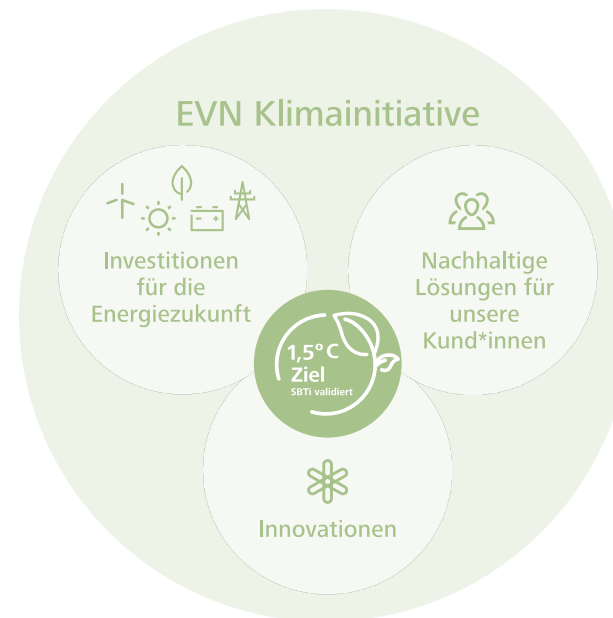 EVN Klimainitiative
Investitionen
für die
Energiezukunft
Nachhaltige
Lösungen für
unsere
Kund*innen
1,5° C
Ziel
SBTi validiert
Innovationen